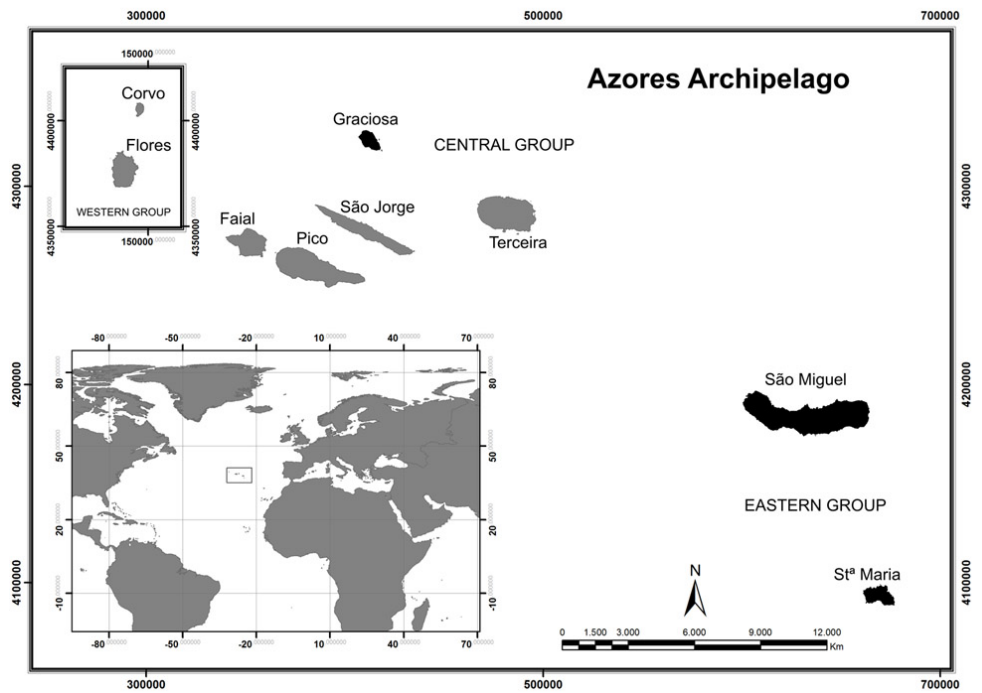 300000 500000 700000
Azores Archipelago
150000
Corvo
Flores
WESTERN GROUP
150000
4400000
4350000
4400000
4350000
Graciosa
CENTRAL GROUP
São Jorge
Faial
Pico
Terceira
4300000
4200000
4100000
4300000
4200000
4100000
-80 -50 -20 10 40 70
80
50
20
-10
80
50
20
-10
-80 -50 -20 10 40 70
São Miguel
EASTERN GROUP
Stª Maria
N
0 1.500 3.000 6.000 9.000 12.000
Km
300000 500000 700000